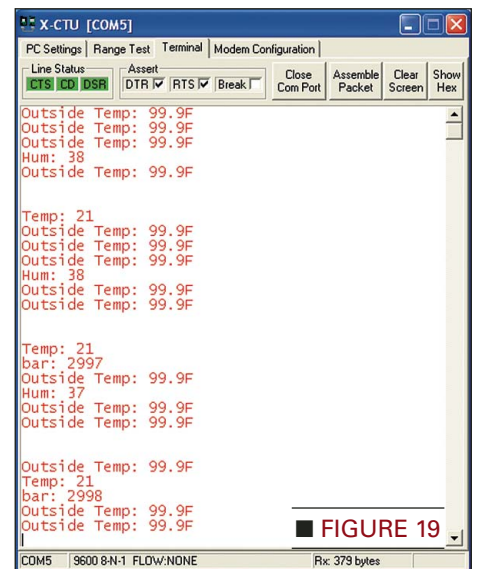 X-CTU [COM5]
PC Settings | Range Test | Terminal | Modem Configuration
Line Status
CTS CD DSR
Assert
DTR RTS Break
Close Com Port
Assemble Packet
Clear Screen
Show Hex
Outside Temp: 99.9F
Outside Temp: 99.9F
Outside Temp: 99.9F
Hum: 38
Outside Temp: 99.9F
Temp: 21
Outside Temp: 99.9F
Outside Temp: 99.9F
Outside Temp: 99.9F
Hum: 38
Outside Temp: 99.9F
Outside Temp: 99.9F
Temp: 21
bar: 2997
Outside Temp: 99.9F
Hum: 37
Outside Temp: 99.9F
Outside Temp: 99.9F
Outside Temp: 99.9F
Temp: 21
bar: 2998
Outside Temp: 99.9F
Outside Temp: 99.9F
■ FIGURE 19
COM5 9600 8-N-1 FLOW:NONE Rx: 379 bytes